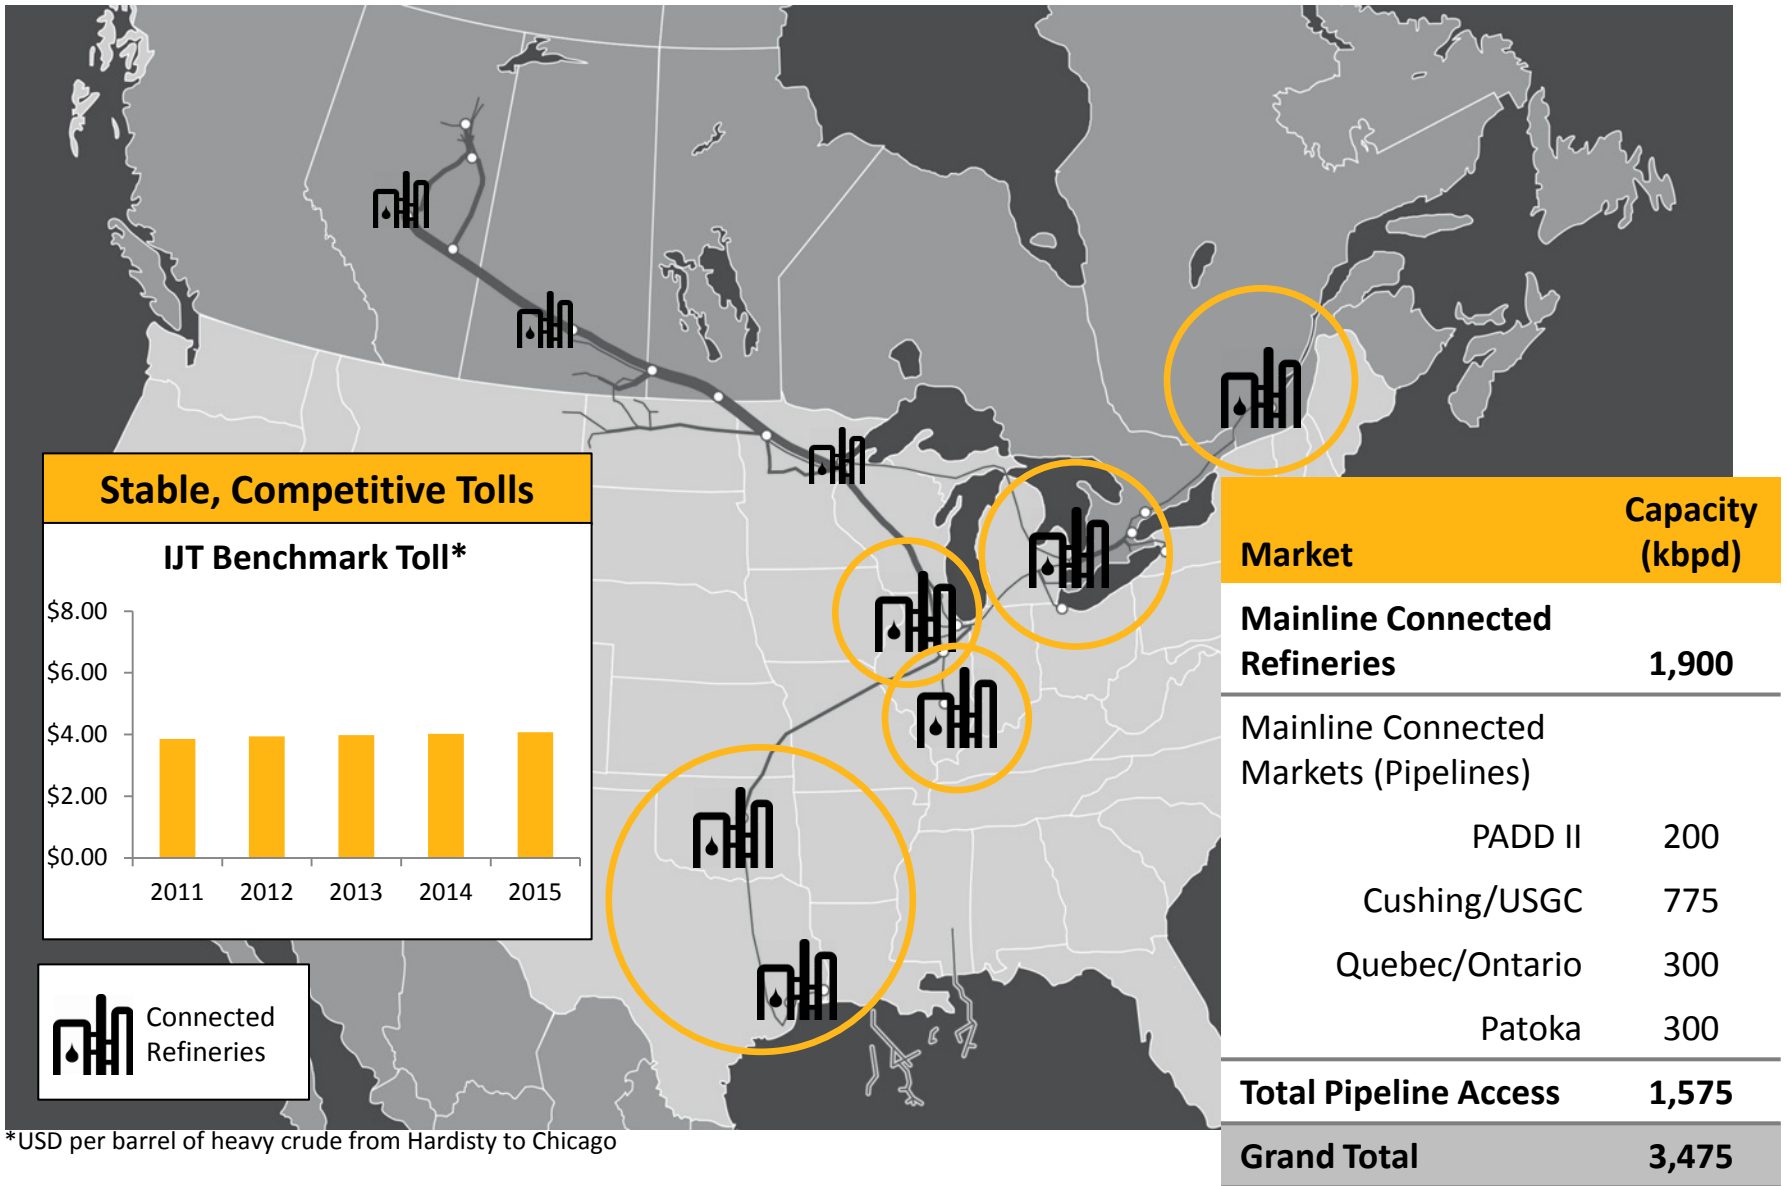 Stable, Competitive Tolls
IJT Benchmark Toll*
$8.00
$6.00
$4.00
$2.00
$0.00
2011 2012 2013 2014 2015
Connected
Refineries
*USD per barrel of heavy crude from Hardisty to Chicago
Capacity
Market (kbpd)
Mainline Connected
Refineries 1,900
Mainline Connected
Markets (Pipelines)
PADD II 200
Cushing/USGC 775
Quebec/Ontario 300
Patoka 300
Total Pipeline Access 1,575
Grand Total 3,475